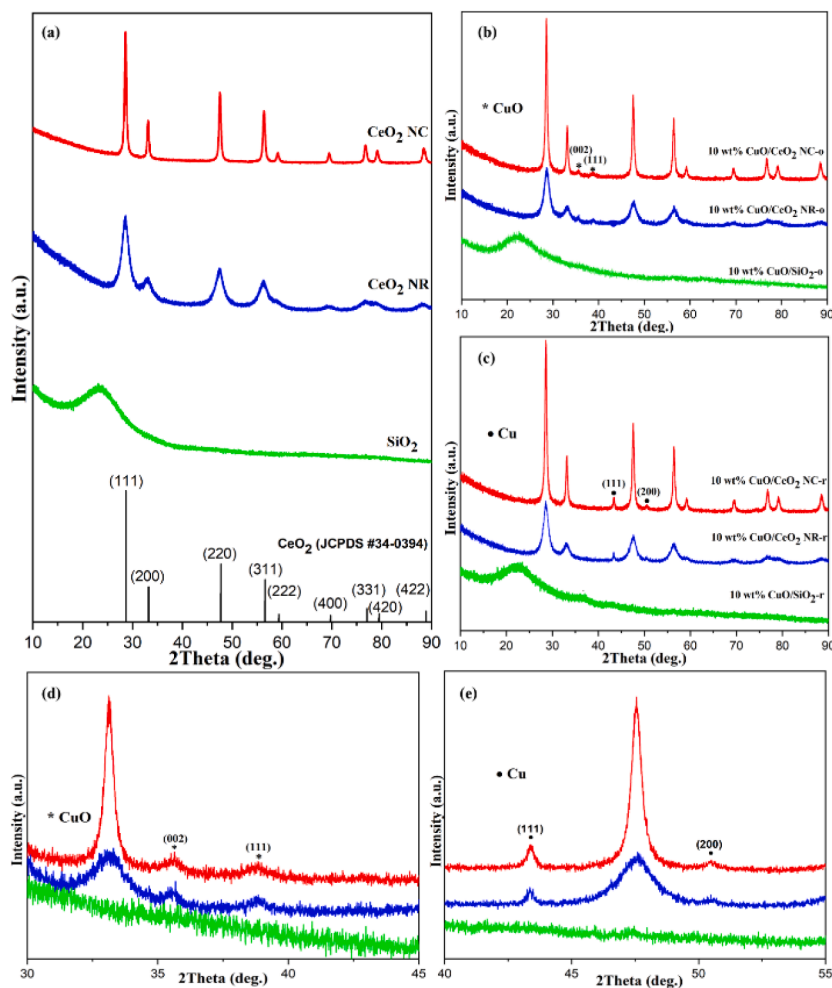 (a)
CeO2 NC
CeO2 NR
SiO2
(111)
CeO2 (JCPDS #34-0394)
(220)
(200)
(311)
(222)
(400)
(331)
(420)
(422)
Intensity (a.u.)
10 20 30 40 50 60 70 80 90
2Theta (deg.)
(b)
* CuO
(002)
(111)
*
*
10 wt% CuO/CeO2 NC-o
10 wt% CuO/CeO2 NR-o
10 wt% CuO/SiO2-o
Intensity (a.u.)
10 20 30 40 50 60 70 80 90
2Theta (deg.)
(c)
• Cu
(111)
(200)
10 wt% CuO/CeO2 NC-r
10 wt% CuO/CeO2 NR-r
10 wt% CuO/SiO2-r
Intensity (a.u.)
10 20 30 40 50 60 70 80 90
2Theta (deg.)
(d)
* CuO
(002)
*
(111)
*
Intensity (a.u.)
30 35 40 45
2Theta (deg.)
(e)
• Cu
(111)
(200)
Intensity (a.u.)
40 45 50 55
2Theta (deg.)